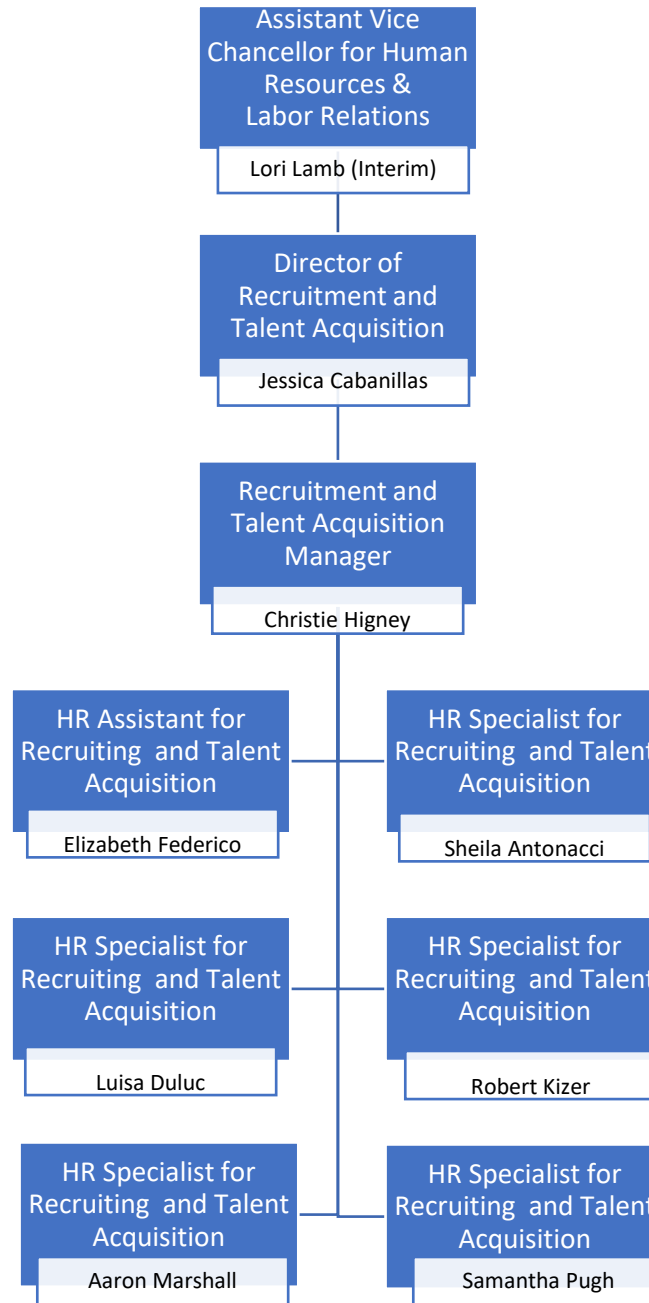 Assistant Vice
Chancellor for Human
Resources &
Labor Relations
Lori Lamb (Interim)
Director of
Recruitment and
Talent Acquisition
Jessica Cabanillas
Recruitment and
Talent Acquisition
Manager
Christie Higney
HR Assistant for
Recruiting and Talent
Acquisition
Elizabeth Federico
HR Specialist for
Recruiting and Talent
Acquisition
Sheila Antonacci
HR Specialist for
Recruiting and Talent
Acquisition
Luisa Duluc
HR Specialist for
Recruiting and Talent
Acquisition
Robert Kizer
HR Specialist for
Recruiting and Talent
Acquisition
Aaron Marshall
HR Specialist for
Recruiting and Talent
Acquisition
Samantha Pugh